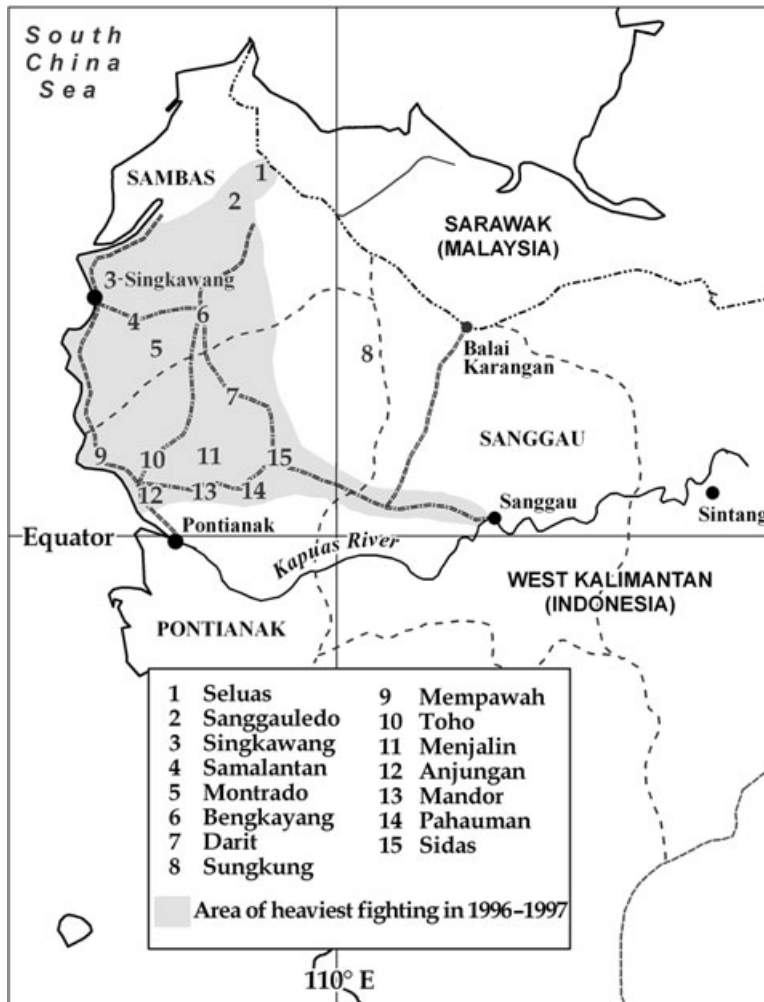 South
China
Sea
SAMBAS
1
2
SARAWAK
(MALAYSIA)
3-Singkawang
4
6
5
8
Balai
Karangan
7
SANGGAU
9
10
11
15
12
13
14
Sanggau
Sintang
Pontianak
Equator
Kapuas River
WEST KALIMANTAN
(INDONESIA)
PONTIANAK
1 Seluas
2 Sanggauledo
3 Singkawang
4 Samalantan
5 Montrado
6 Bengkayang
7 Darit
8 Sungkung
9 Mempawah
10 Toho
11 Menjalin
12 Anjungan
13 Mandor
14 Pahauman
15 Sidas
Area of heaviest fighting in 1996–1997
110° E